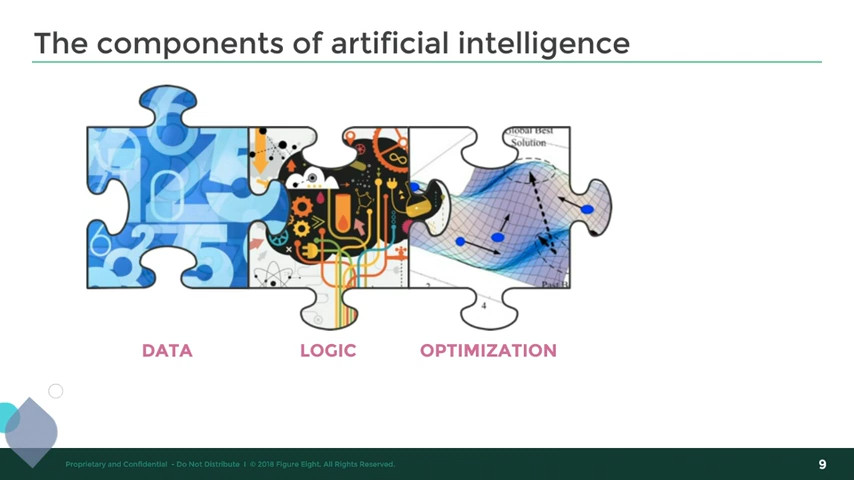 The components of artificial intelligence
Global Best
Solution
4
DATA
LOGIC
OPTIMIZATION
Proprietary and Confidential - Do Not Distribute I © 2018 Figure Eight. All Rights Reserved.
9